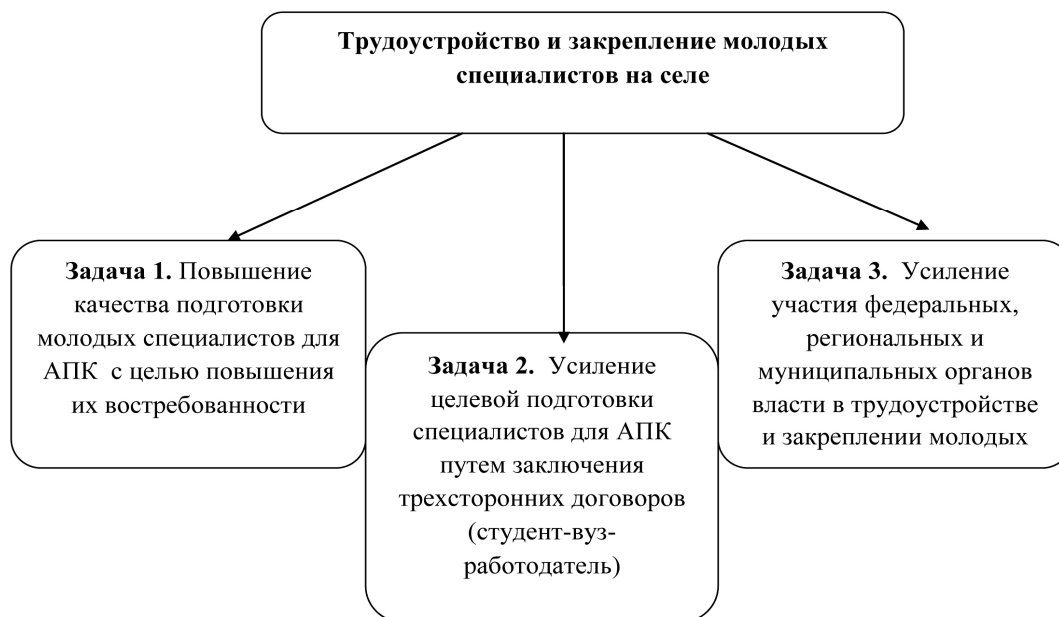 Трудоустройство и закрепление молодых
специалистов на селе
Задача 1. Повышение
качества подготовки
молодых специалистов для
АПК с целью повышения
их востребованности
Задача 2. Усиление
целевой подготовки
специалистов для АПК
путем заключения
трехсторонних договоров
(студент-вуз-
работодатель)
Задача 3. Усиление
участия федеральных,
региональных и
муниципальных органов
власти в трудоустройстве
и закреплении молодых